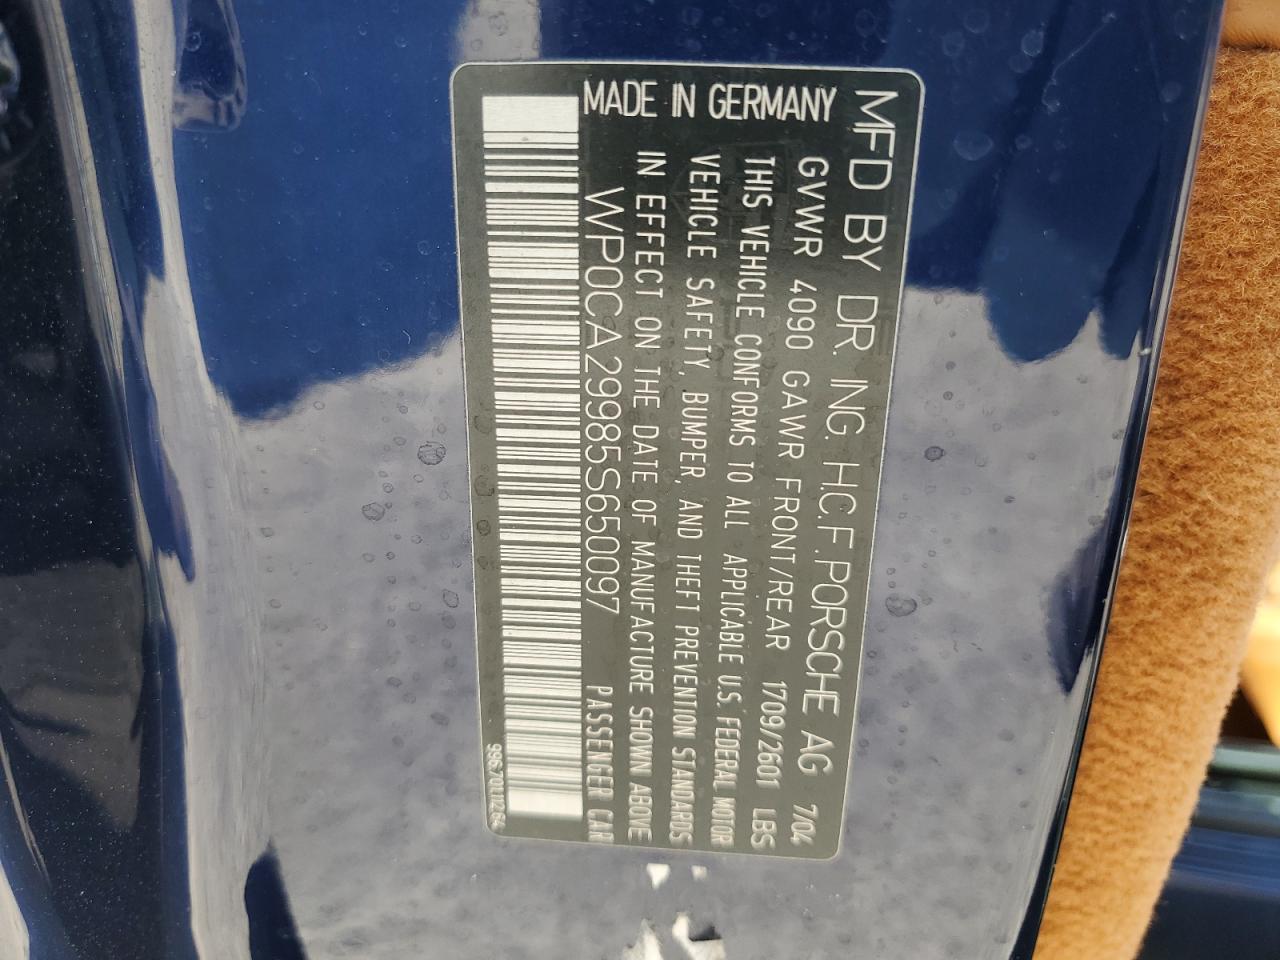 MFD BY DR. ING. H.C.F. PORSCHE AG 7/04
GVWR 4090 GAWR FRONT/REAR 1709/2601 LBS
THIS VEHICLE CONFORMS TO ALL APPLICABLE U.S. FEDERAL MOTOR
VEHICLE SAFETY, BUMPER, AND THEFT PREVENTION STANDARDS
IN EFFECT ON THE DATE OF MANUFACTURE SHOWN ABOVE
WP0CA29985S650097 PASSENGER CAR
MADE IN GERMANY